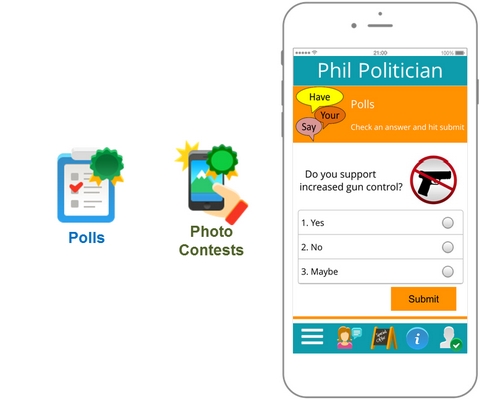 Polls
Photo
Contests
21:00
100%
Phil Politician
Have
Your
Say
Polls
Check an answer and hit submit
Do you support
increased gun control?
1. Yes
2. No
3. Maybe
Submit